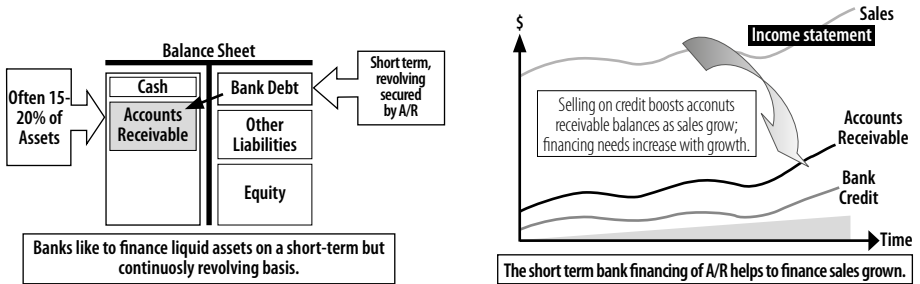 Balance Sheet
Often 15-
20% of
Assets
Cash
Accounts
Receivable
Bank Debt
Other
Liabilities
Equity
Short term,
revolving
secured
by A/R
Banks like to finance liquid assets on a short-term but
continuosly revolving basis.
$
Sales
Income statement
Selling on credit boosts acconuts
receivable balances as sales grow;
financing needs increase with growth.
Accounts
Receivable
Bank
Credit
Time
The short term bank financing of A/R helps to finance sales grown.